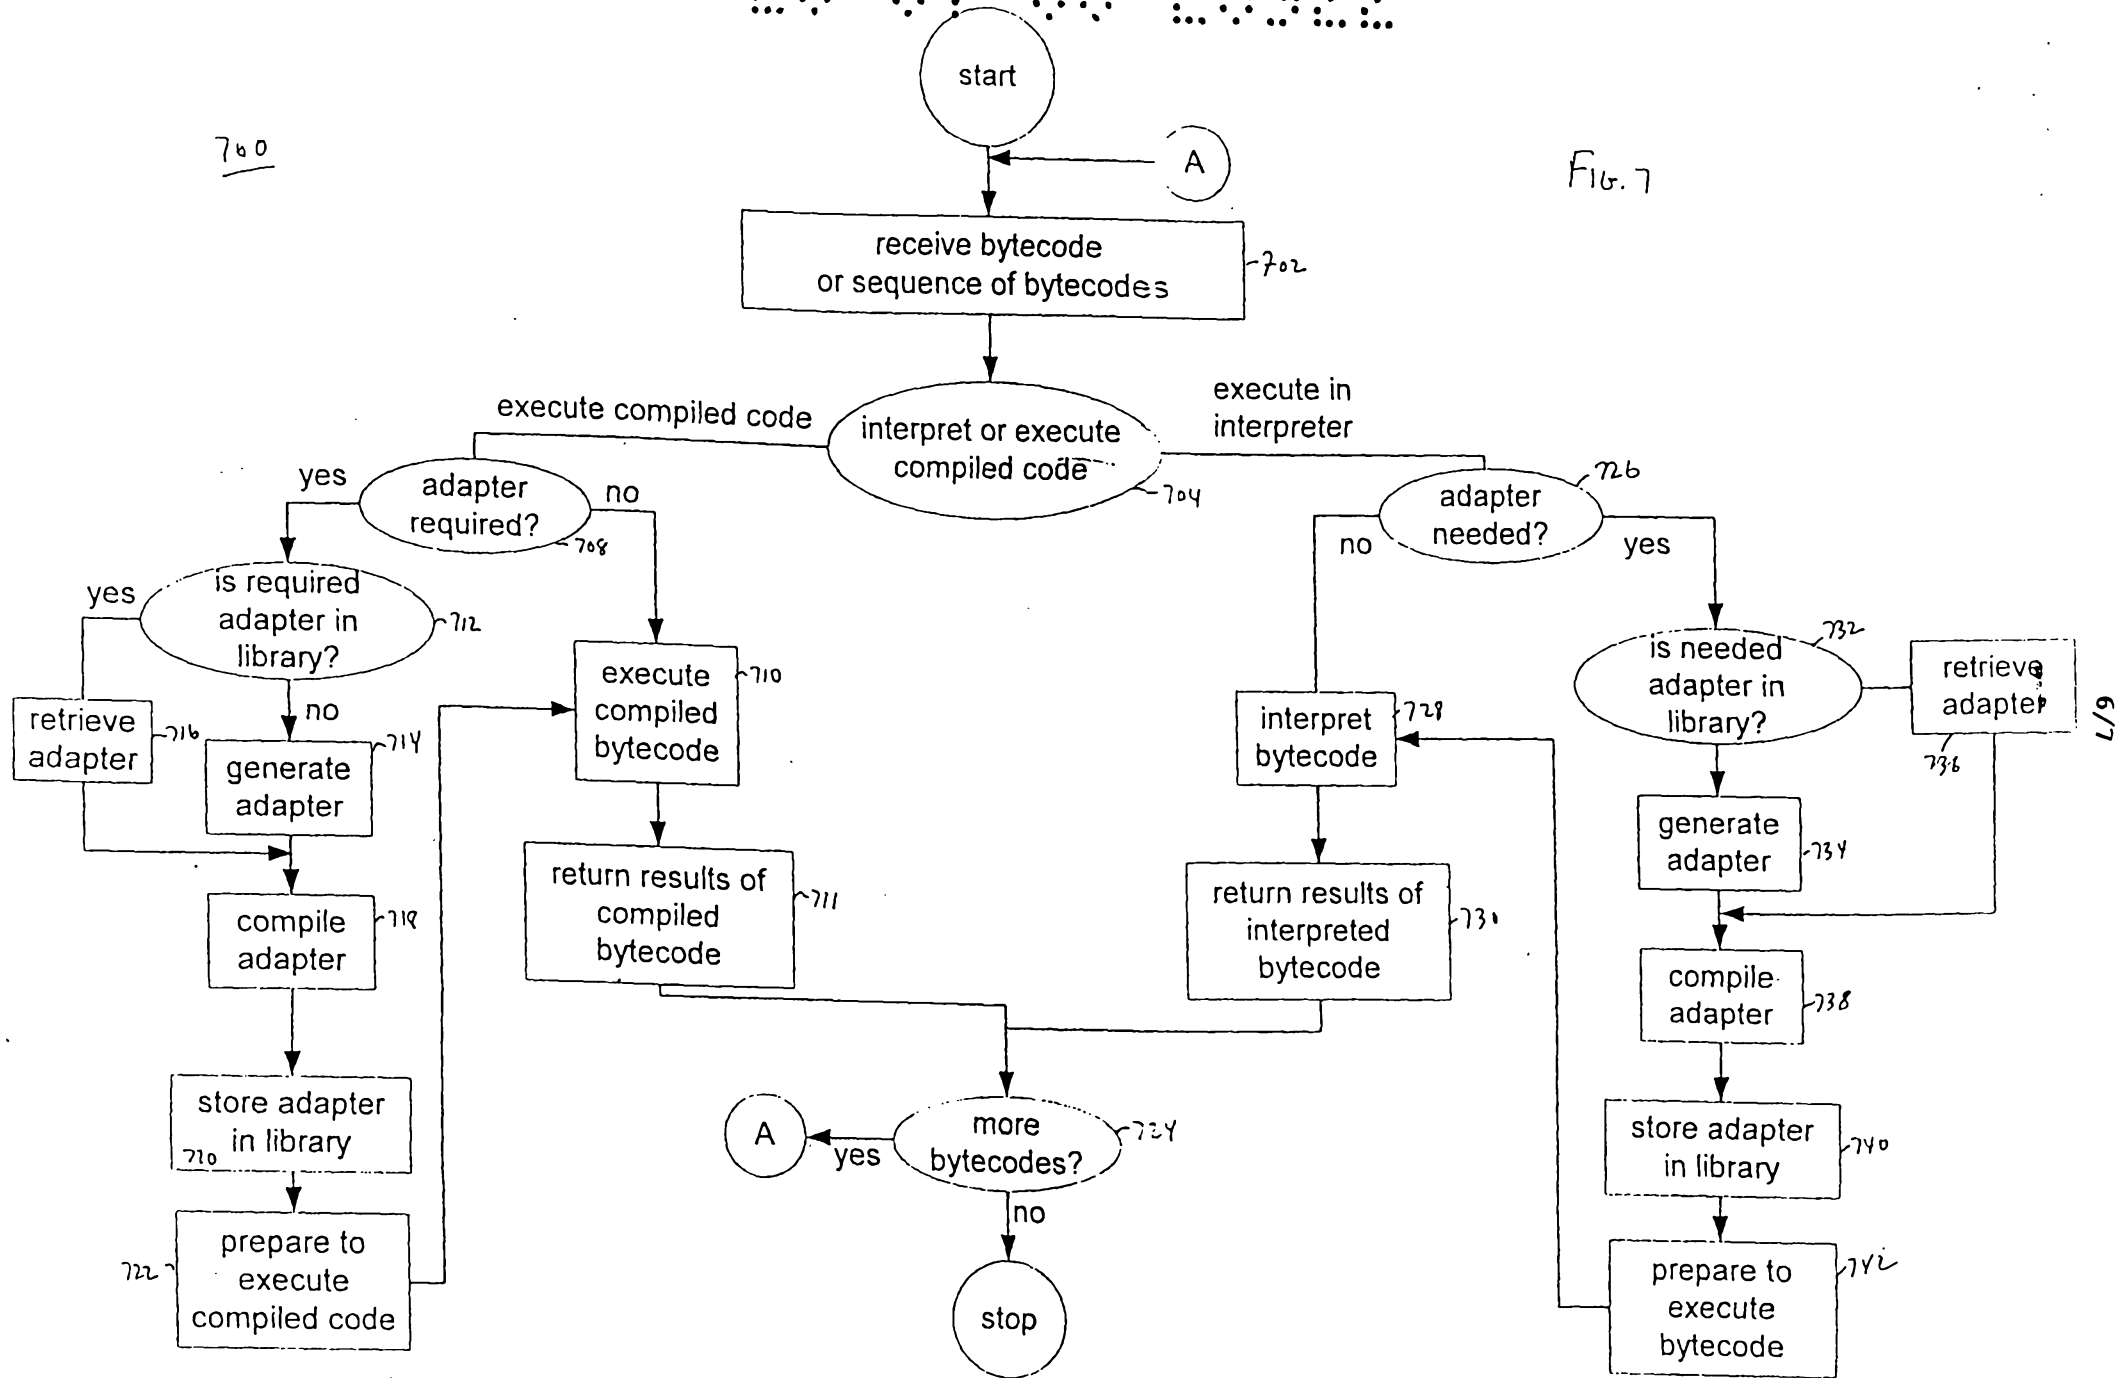 start
A
700
FIG. 7
receive bytecode
or sequence of bytecodes
702
execute compiled code
interpret or execute
compiled code
704
execute in
interpreter
yes
adapter
required?
708
no
adapter
needed?
726
no
yes
yes
is required
adapter in
library?
712
no
retrieve
adapter
716
generate
adapter
714
execute
compiled
bytecode
710
interpret
bytecode
728
is needed
adapter in
library?
732
retrieve
adapter
736
6/7
generate
adapter
734
compile
adapter
718
return results of
compiled
bytecode
711
return results of
interpreted
bytecode
730
compile
adapter
738
store adapter
in library
720
A
yes
more
bytecodes?
724
no
store adapter
in library
740
prepare to
execute
compiled code
722
stop
prepare to
execute
bytecode
742